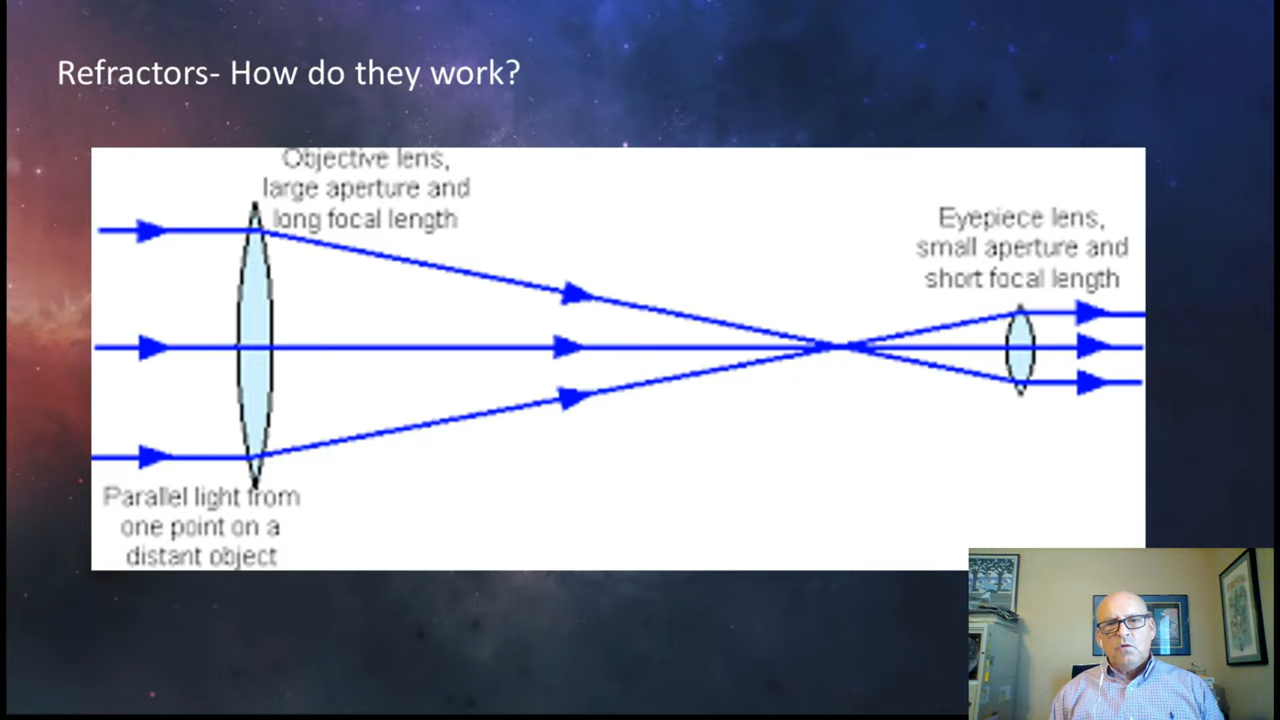 Refractors- How do they work?
Objective lens,
large aperture and
long focal length
Eyepiece lens,
small aperture and
short focal length
Parallel light from
one point on a
distant object